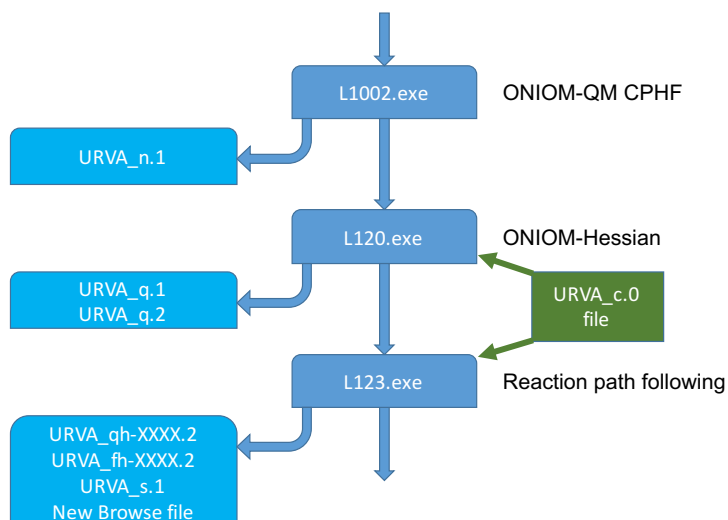 L1002.exe
ONIOM-QM CPHF
URVA_n.1
L120.exe
ONIOM-Hessian
URVA_q.1
URVA_q.2
URVA_c.0
file
L123.exe
Reaction path following
URVA_qh-XXXX.2
URVA_fh-XXXX.2
URVA_s.1
New Browse file